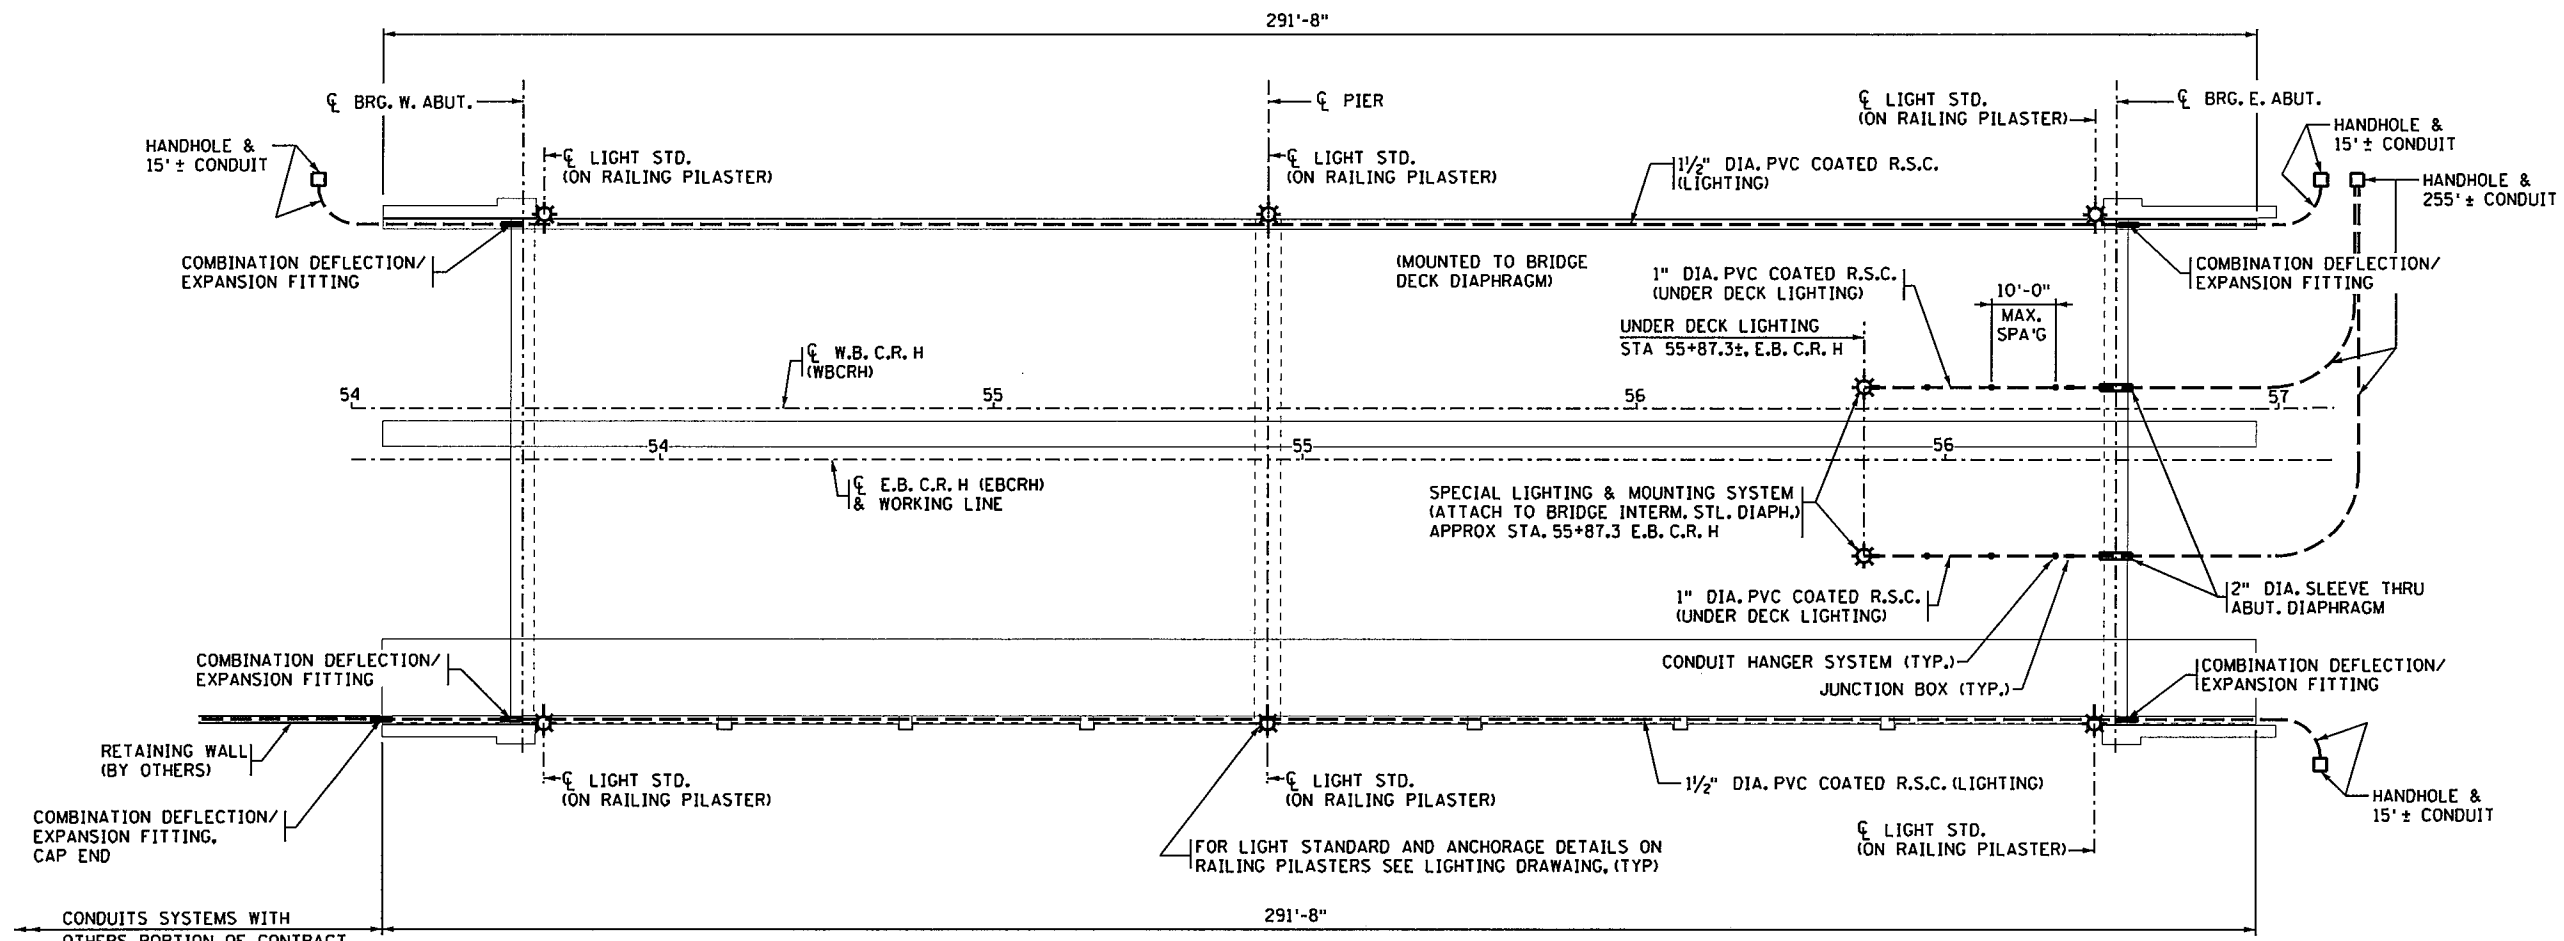 291'-8"
℄ BRG. W. ABUT.
℄ PIER
℄ LIGHT STD.
(ON RAILING PILASTER)
℄ BRG. E. ABUT.
HANDHOLE &
15' ± CONDUIT
℄ LIGHT STD.
(ON RAILING PILASTER)
℄ LIGHT STD.
(ON RAILING PILASTER)
1½" DIA. PVC COATED R.S.C.
(LIGHTING)
HANDHOLE &
15' ± CONDUIT
HANDHOLE &
255' ± CONDUIT
COMBINATION DEFLECTION/
EXPANSION FITTING
(MOUNTED TO BRIDGE
DECK DIAPHRAGM)
1" DIA. PVC COATED R.S.C.
(UNDER DECK LIGHTING)
10'-0"
MAX.
SPA'G
COMBINATION DEFLECTION/
EXPANSION FITTING
UNDER DECK LIGHTING
STA 55+87.3±, E.B. C.R. H
℄ W.B. C.R. H
(WBCRH)
54
55
56
57
54
55
56
℄ E.B. C.R. H (EBCRH)
& WORKING LINE
SPECIAL LIGHTING & MOUNTING SYSTEM
(ATTACH TO BRIDGE INTERM. STL. DIAPH.)
APPROX STA. 55+87.3 E.B. C.R. H
1" DIA. PVC COATED R.S.C.
(UNDER DECK LIGHTING)
2" DIA. SLEEVE THRU
ABUT. DIAPHRAGM
COMBINATION DEFLECTION/
EXPANSION FITTING
CONDUIT HANGER SYSTEM (TYP.)
JUNCTION BOX (TYP.)
COMBINATION DEFLECTION/
EXPANSION FITTING
RETAINING WALL
(BY OTHERS)
℄ LIGHT STD.
(ON RAILING PILASTER)
℄ LIGHT STD.
(ON RAILING PILASTER)
1½" DIA. PVC COATED R.S.C. (LIGHTING)
HANDHOLE &
15' ± CONDUIT
COMBINATION DEFLECTION/
EXPANSION FITTING,
CAP END
℄ LIGHT STD.
(ON RAILING PILASTER)
FOR LIGHT STANDARD AND ANCHORAGE DETAILS ON
RAILING PILASTERS SEE LIGHTING DRAWAING, (TYP)
CONDUITS SYSTEMS WITH
OTHERS PORTION OF CONTRACT
291'-8"